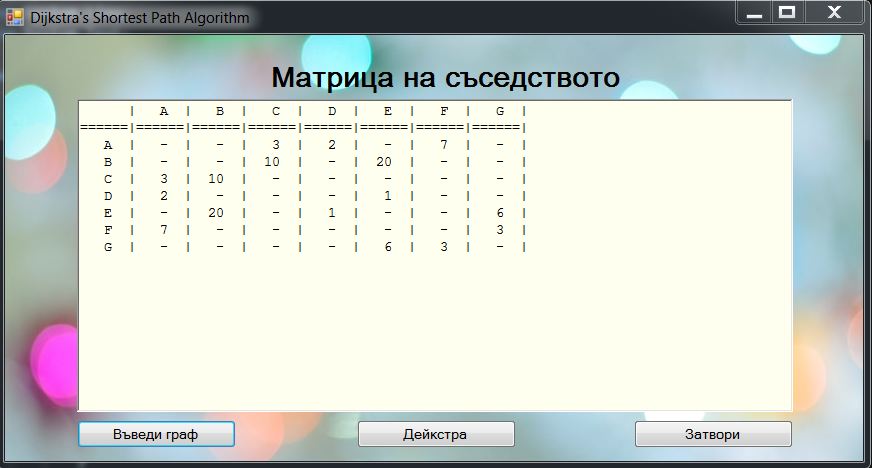 Dijkstra's Shortest Path Algorithm
Матрица на съседството
      |   A  |   B  |   C  |   D  |   E  |   F  |   G  |
======|======|======|======|======|======|======|======|
   A  |   -  |   -  |   3  |   2  |   -  |   7  |   -  |
   B  |   -  |   -  |  10  |   -  |  20  |   -  |   -  |
   C  |   3  |  10  |   -  |   -  |   -  |   -  |   -  |
   D  |   2  |   -  |   -  |   -  |   1  |   -  |   -  |
   E  |   -  |  20  |   -  |   1  |   -  |   -  |   6  |
   F  |   7  |   -  |   -  |   -  |   -  |   -  |   3  |
   G  |   -  |   -  |   -  |   -  |   6  |   3  |   -  |
Въведи граф Дейкстра Затвори